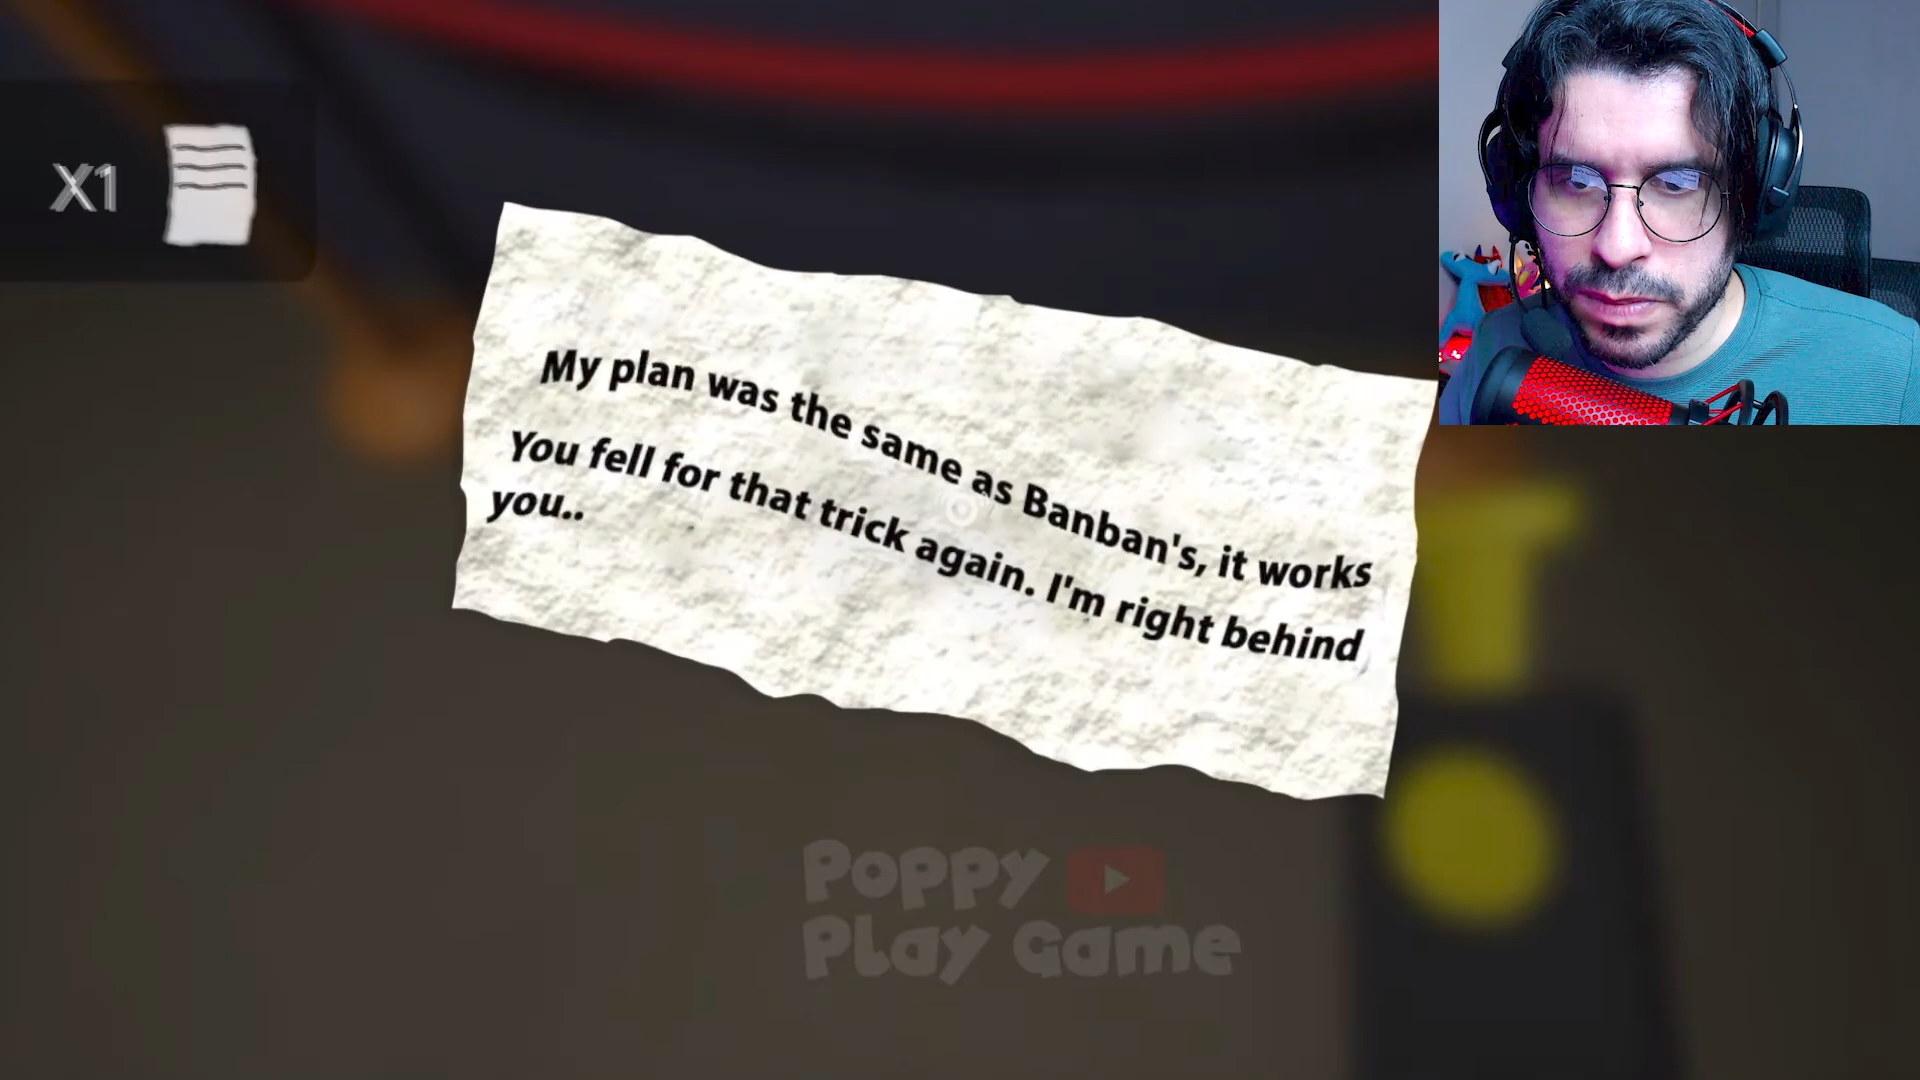 X1
My plan was the same as Banban's, it works
You fell for that trick again. I'm right behind
you..
Poppy
Play Game